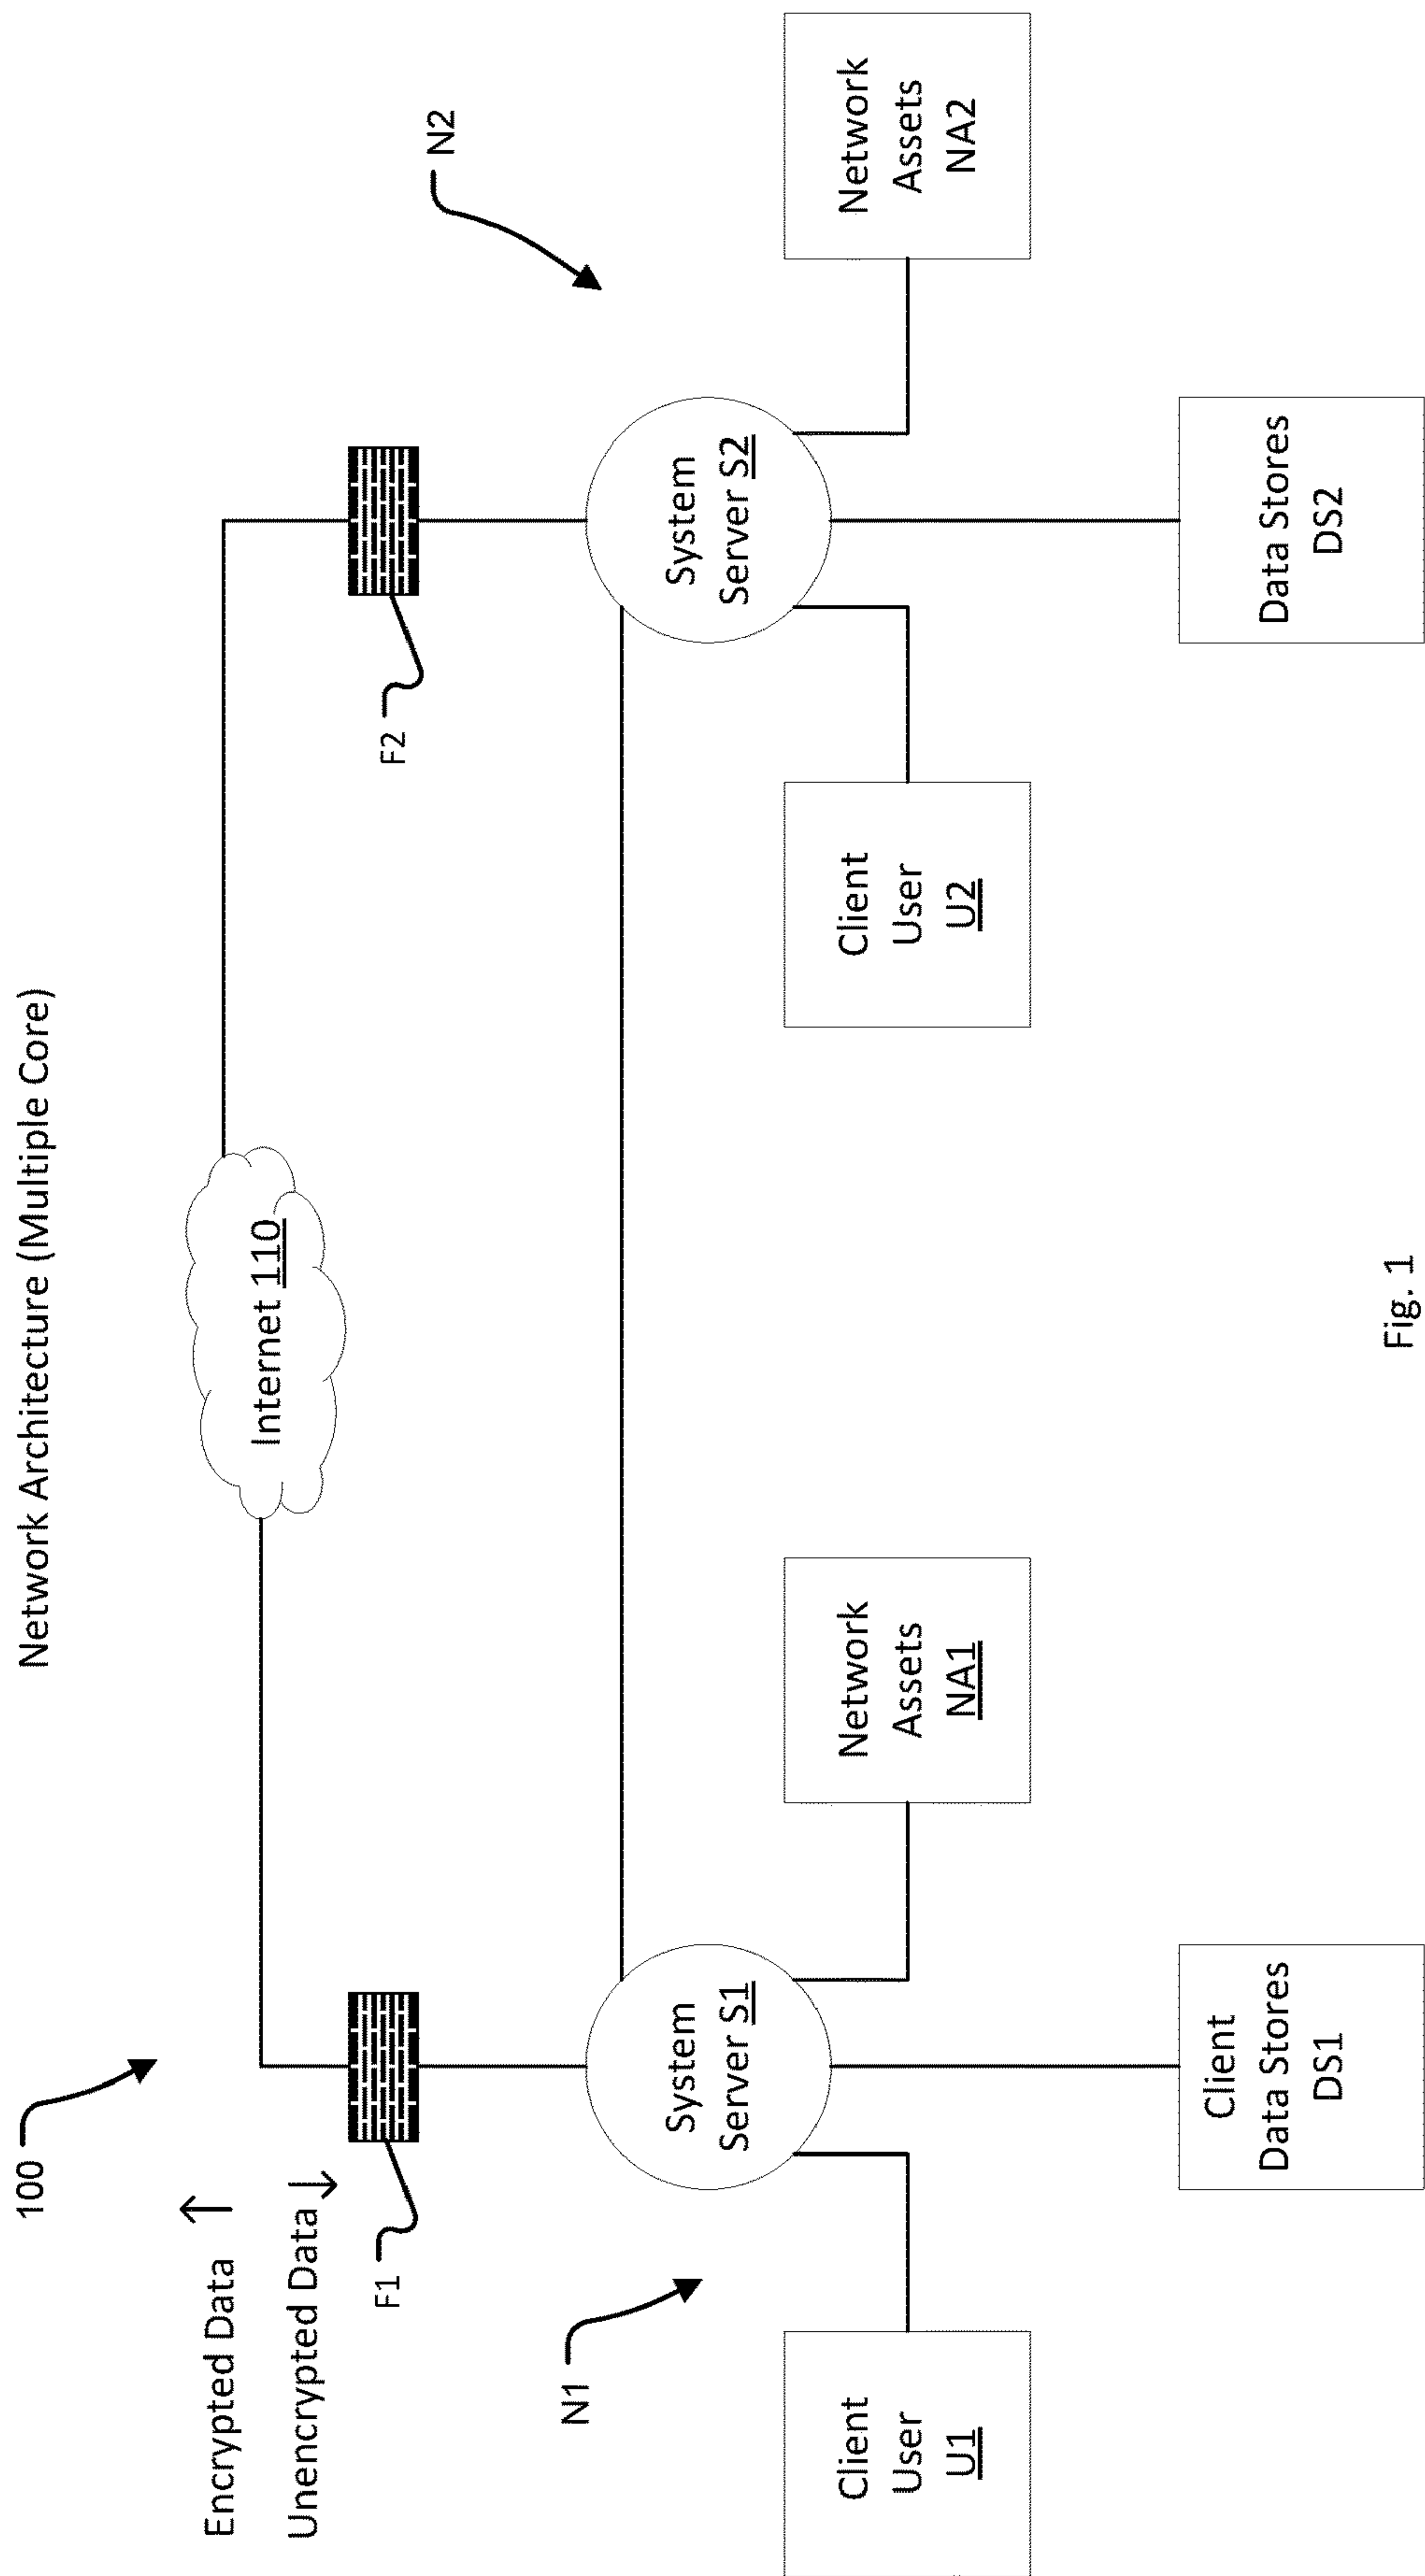 Network Architecture (Multiple Core)
100
Encrypted Data ↑
Unencrypted Data ↓
Internet 110
F1
F2
N1
N2
System
Server S1
System
Server S2
Client
User
U1
Network
Assets
NA1
Client
User
U2
Network
Assets
NA2
Client
Data Stores
DS1
Data Stores
DS2
Fig. 1